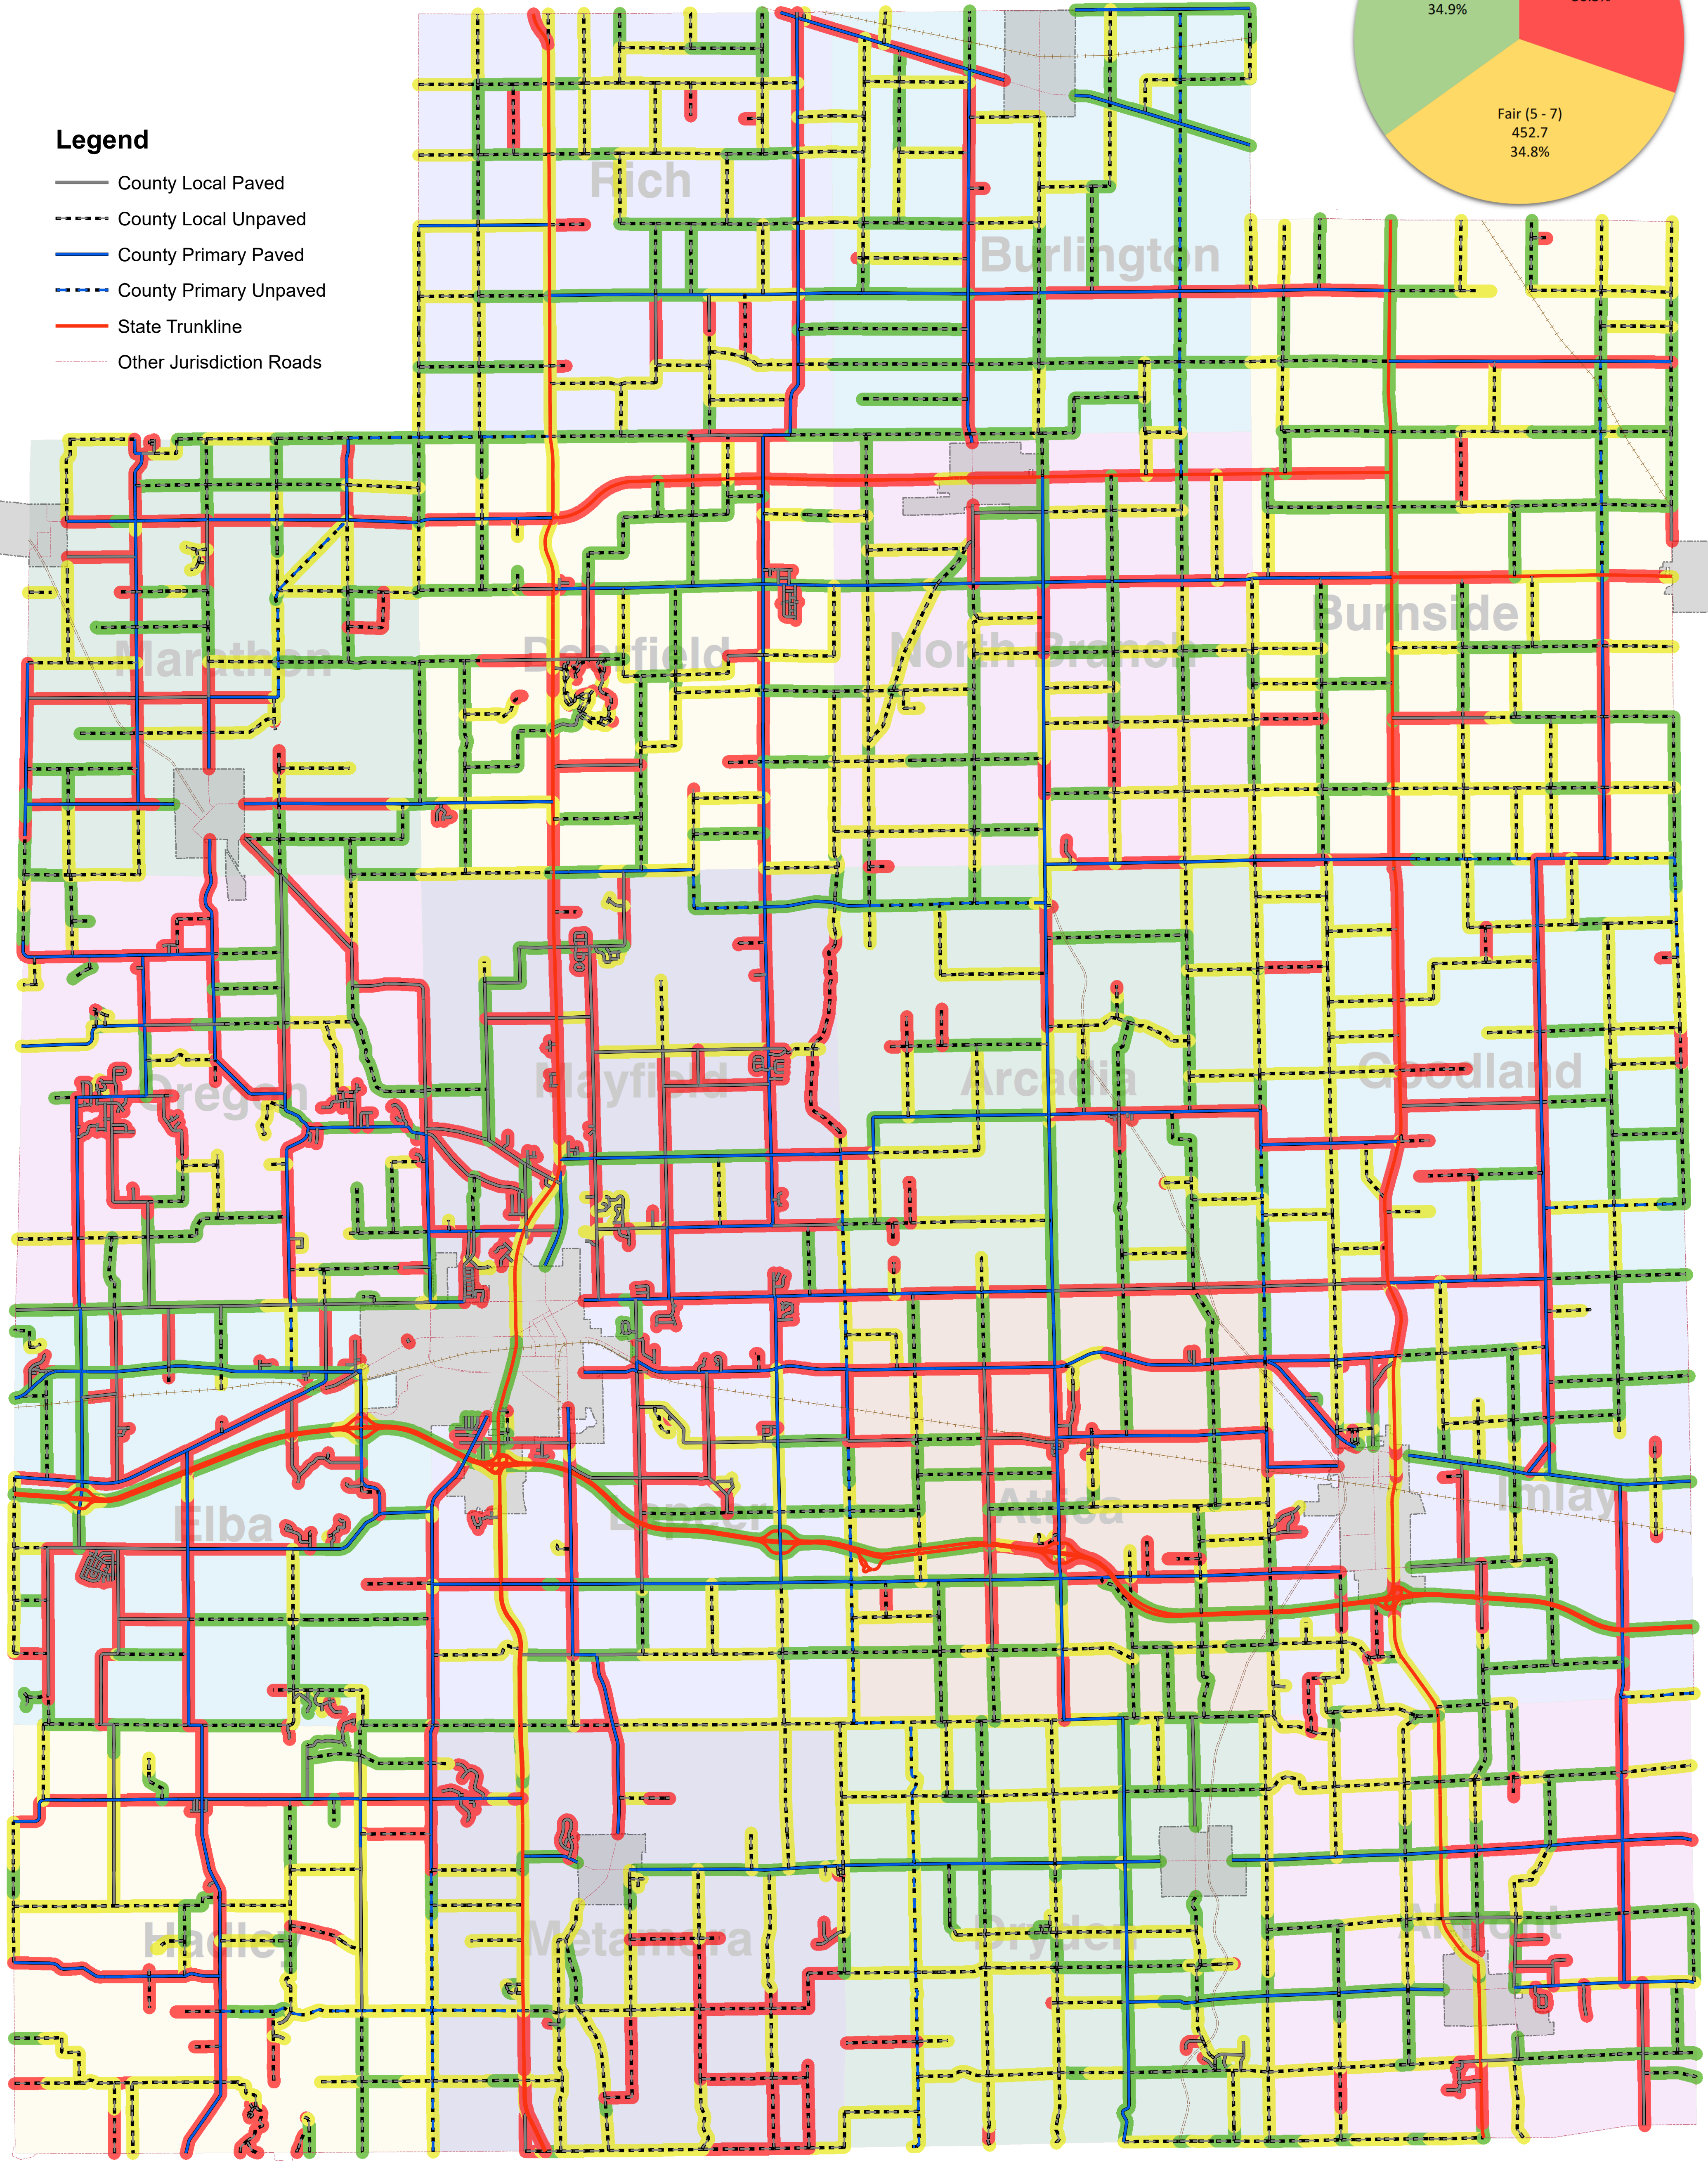 34.9%
Fair (5 - 7)
452.7
34.8%
Legend
County Local Paved
County Local Unpaved
County Primary Paved
County Primary Unpaved
State Trunkline
Other Jurisdiction Roads
Rich
Burlington
Marathon
Deerfield
North Branch
Burnside
Oregon
Mayfield
Arcadia
Goodland
Elba
Lapeer
Attica
Imlay
Hadley
Metamora
Dryden
Almont